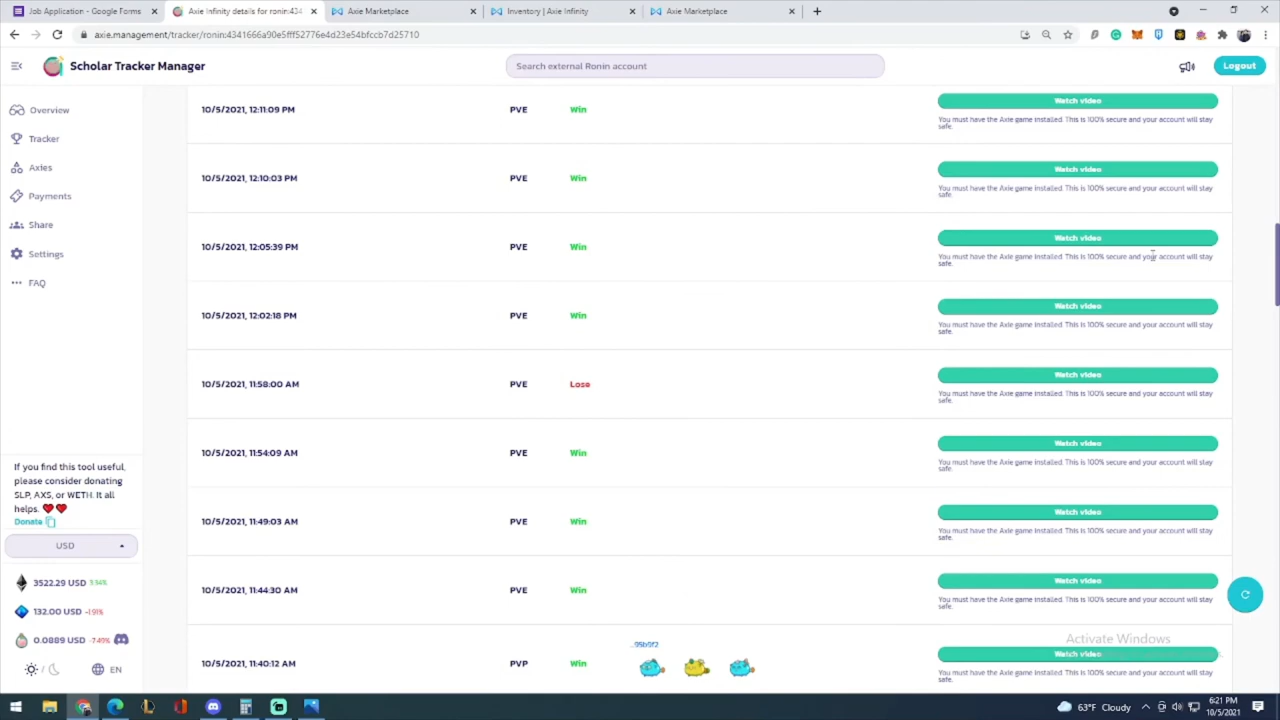 Job Application - Google Forms
Axie Infinity details for ronin:434
Axie Marketplace
Inventory | Axie Infinity
Axie Marketplace
axie.management/tracker/ronin:4341666a90e5fff52776e4d23e54bfccb7d25710
Scholar Tracker Manager
Search external Ronin account
Logout
Overview
Tracker
Axies
Payments
Share
Settings
FAQ
10/5/2021, 12:11:09 PM PVE Win Watch video
You must have the Axie game installed. This is 100% secure and your account will stay
safe.
10/5/2021, 12:10:03 PM PVE Win Watch video
You must have the Axie game installed. This is 100% secure and your account will stay
safe.
10/5/2021, 12:05:39 PM PVE Win Watch video
You must have the Axie game installed. This is 100% secure and your account will stay
safe.
10/5/2021, 12:02:18 PM PVE Win Watch video
You must have the Axie game installed. This is 100% secure and your account will stay
safe.
10/5/2021, 11:58:00 AM PVE Lose Watch video
You must have the Axie game installed. This is 100% secure and your account will stay
safe.
10/5/2021, 11:54:09 AM PVE Win Watch video
You must have the Axie game installed. This is 100% secure and your account will stay
safe.
10/5/2021, 11:49:03 AM PVE Win Watch video
You must have the Axie game installed. This is 100% secure and your account will stay
safe.
10/5/2021, 11:44:30 AM PVE Win Watch video
You must have the Axie game installed. This is 100% secure and your account will stay
safe.
...95b9f2
10/5/2021, 11:40:12 AM PVP Win Watch video
You must have the Axie game installed. This is 100% secure and your account will stay
safe.
If you find this tool useful,
please consider donating
SLP, AXS, or WETH. It all
helps.
Donate
USD
3522.29 USD 3.34%
132.00 USD -1.91%
0.0889 USD -7.49%
/ EN
Activate Windows
63°F Cloudy
6:21 PM
10/5/2021